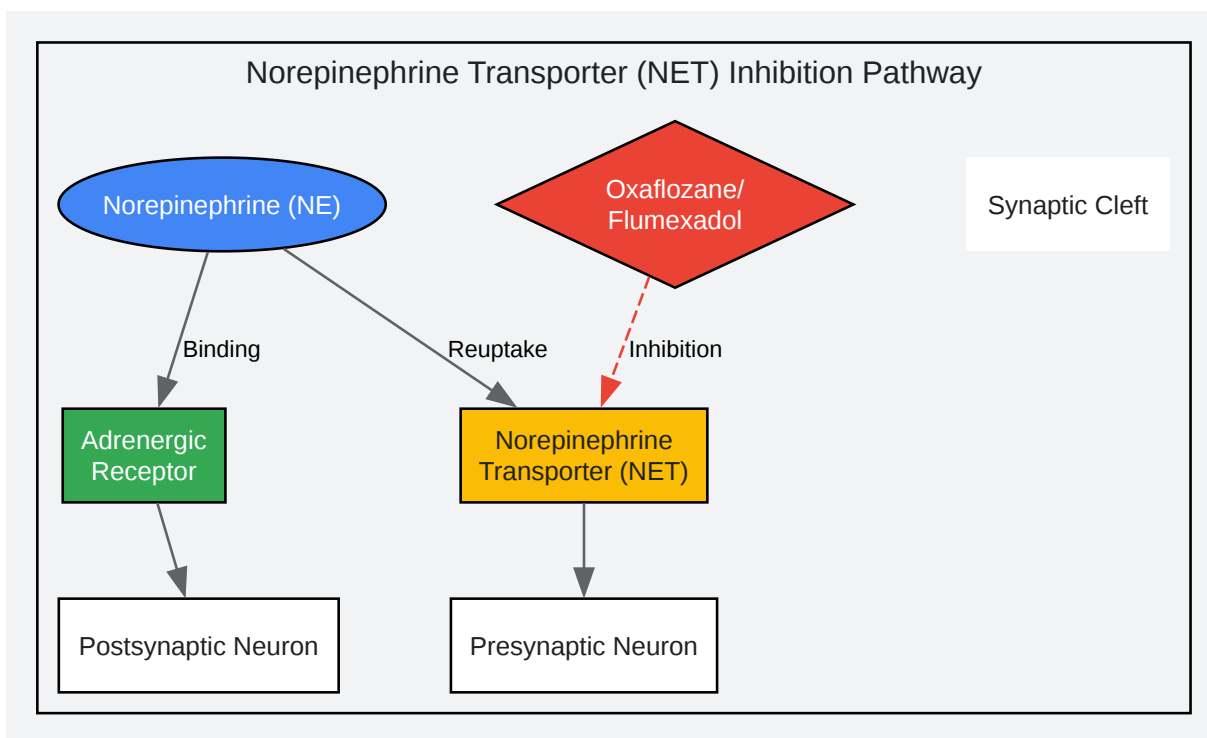 Norepinephrine Transporter (NET) Inhibition Pathway
Norepinephrine (NE)
Oxaflozane/
Flumexadol
Synaptic Cleft
Binding
Reuptake
Inhibition
Adrenergic
Receptor
Norepinephrine
Transporter (NET)
Postsynaptic Neuron
Presynaptic Neuron